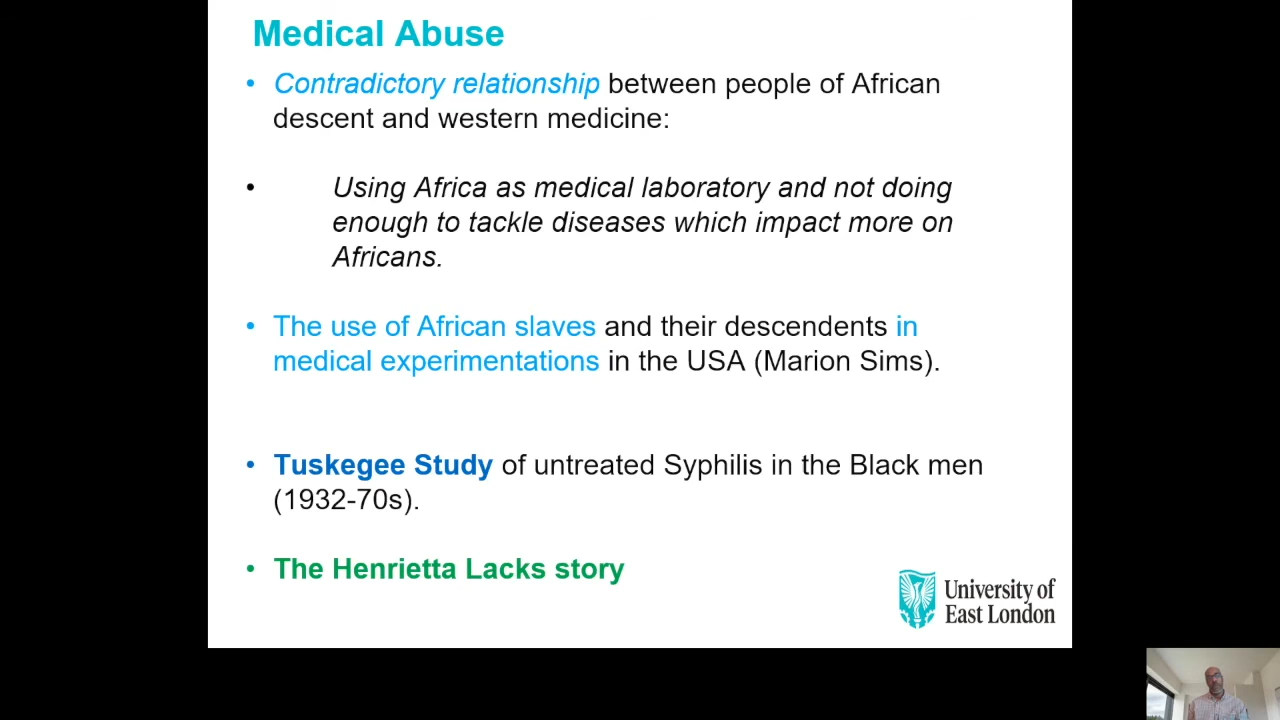 Medical Abuse
• Contradictory relationship between people of African
descent and western medicine:
• Using Africa as medical laboratory and not doing
enough to tackle diseases which impact more on
Africans.
• The use of African slaves and their descendents in
medical experimentations in the USA (Marion Sims).
• Tuskegee Study of untreated Syphilis in the Black men
(1932-70s).
• The Henrietta Lacks story
University of
East London